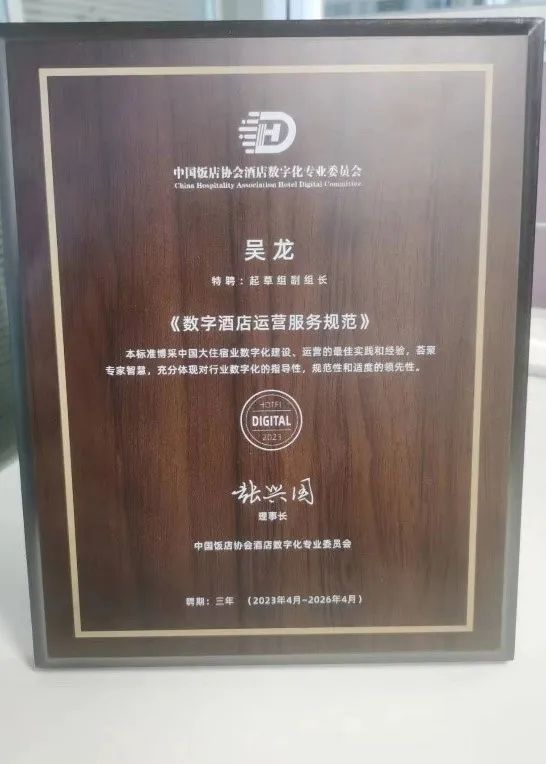 DH
中国饭店协会酒店数字化专业委员会
China Hospitality Association Hotel Digital Committee
吴龙
特聘：起草组副组长
《数字酒店运营服务规范》
本标准博采中国大住宿业数字化建设、运营的最佳实践和经验，荟聚
专家智慧，充分体现对行业数字化的指导性，规范性和适度的领先性。
HOTEL
DIGITAL
2023
张兴国
理事长
中国饭店协会酒店数字化专业委员会
聘期：三年 （2023年4月~2026年4月）